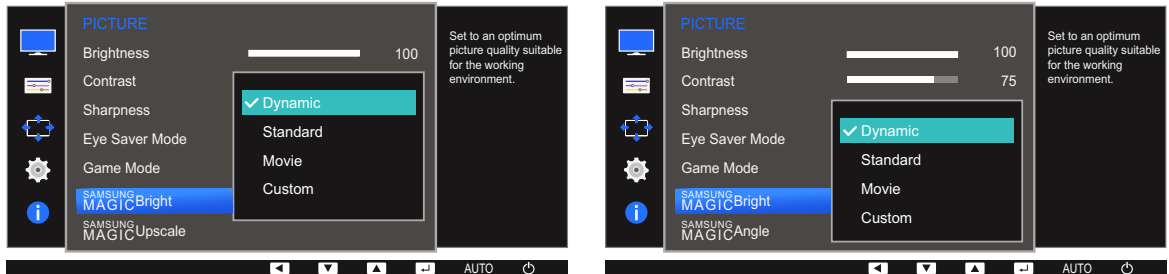 PICTURE
Brightness 100
Contrast
Sharpness
Eye Saver Mode
Game Mode
SAMSUNG MAGIC Bright
SAMSUNG MAGIC Upscale
Dynamic
Standard
Movie
Custom
Set to an optimum
picture quality suitable
for the working
environment.
AUTO
PICTURE
Brightness 100
Contrast 75
Sharpness
Eye Saver Mode
Game Mode
SAMSUNG MAGIC Bright
SAMSUNG MAGIC Angle
Dynamic
Standard
Movie
Custom
Set to an optimum
picture quality suitable
for the working
environment.
AUTO